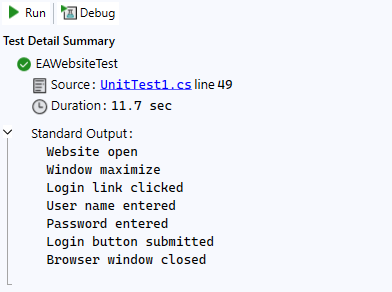 Run Debug
Test Detail Summary
EAWebsiteTest
Source: UnitTest1.cs line 49
Duration: 11.7 sec
Standard Output:
Website open
Window maximize
Login link clicked
User name entered
Password entered
Login button submitted
Browser window closed